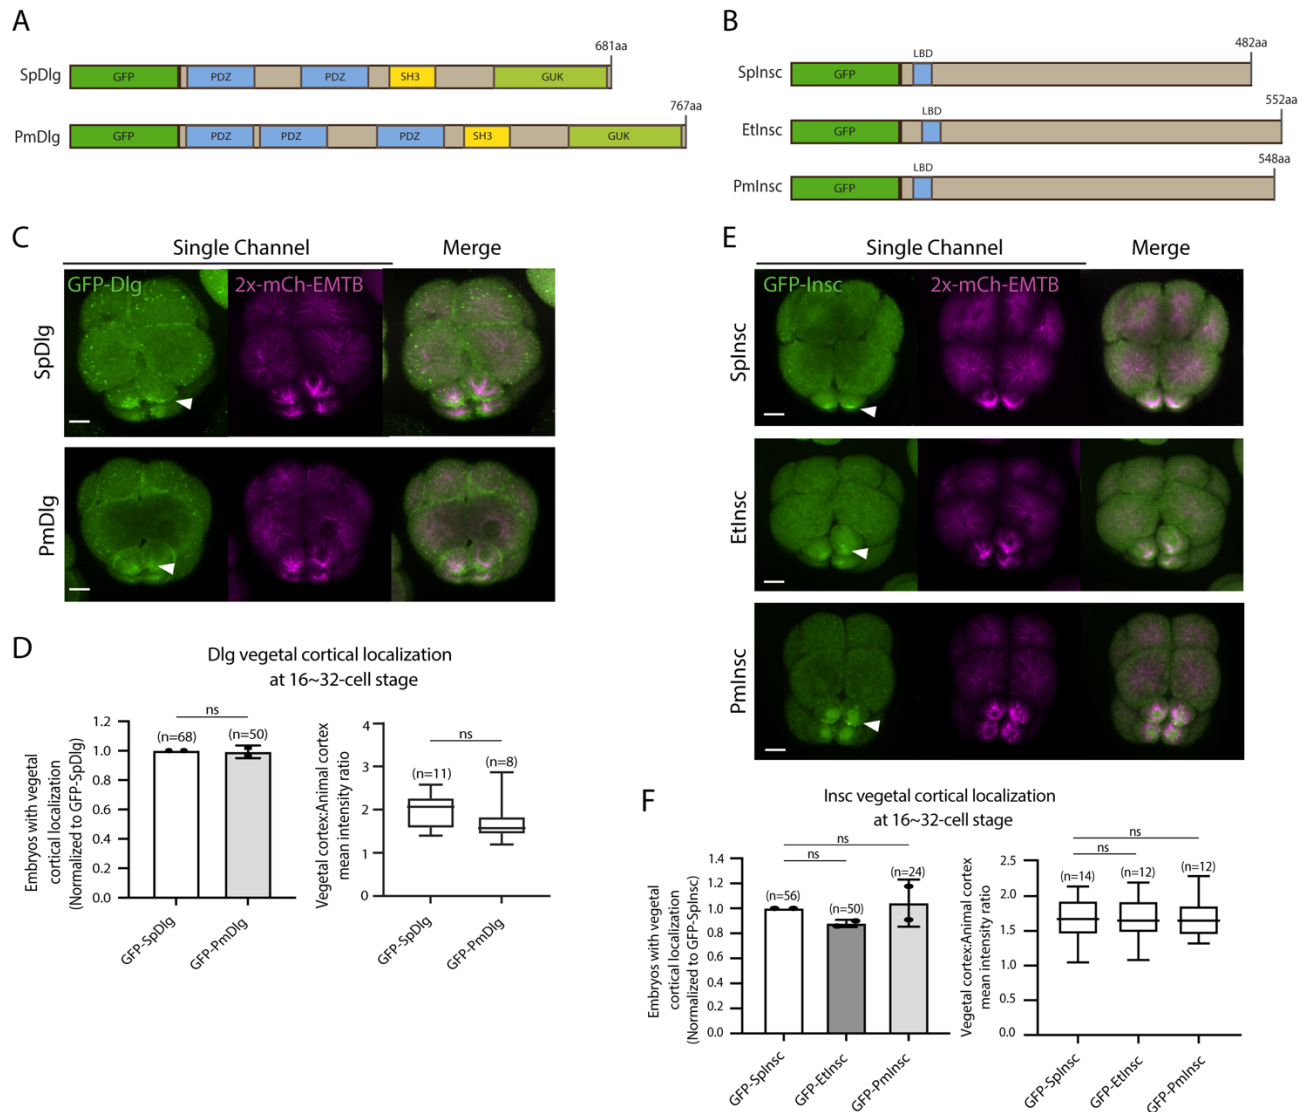 A
681aa
SpDlg
GFP
PDZ
PDZ
SH3
GUK
767aa
PmDlg
GFP
PDZ
PDZ
PDZ
SH3
GUK
B
482aa
LBD
SpInsc
GFP
552aa
LBD
EtInsc
GFP
548aa
LBD
PmInsc
GFP
C
Single Channel
Merge
GFP-Dlg
2x-mCh-EMTB
SpDlg
PmDlg
D
Dlg vegetal cortical localization
at 16~32-cell stage
Embryos with vegetal
cortical localization
(Normalized to GFP-SpDlg)
1.2
1.0
0.8
0.6
0.4
0.2
0.0
ns
(n=68)
(n=50)
GFP-SpDlg
GFP-PmDlg
Vegetal cortex:Animal cortex
mean intensity ratio
4
3
2
1
0
ns
(n=11)
(n=8)
GFP-SpDlg
GFP-PmDlg
E
Single Channel
Merge
GFP-Insc
2x-mCh-EMTB
SpInsc
EtInsc
PmInsc
F
Insc vegetal cortical localization
at 16~32-cell stage
Embryos with vegetal
cortical localization
(Normalized to GFP-SpInsc)
1.4
1.2
1.0
0.8
0.6
0.4
0.2
0.0
ns
ns
(n=56)
(n=50)
(n=24)
GFP-SpInsc
GFP-EtInsc
GFP-PmInsc
Vegetal cortex:Animal cortex
mean intensity ratio
2.5
2.0
1.5
1.0
0.5
0.0
ns
ns
(n=14)
(n=12)
(n=12)
GFP-SpInsc
GFP-EtInsc
GFP-PmInsc